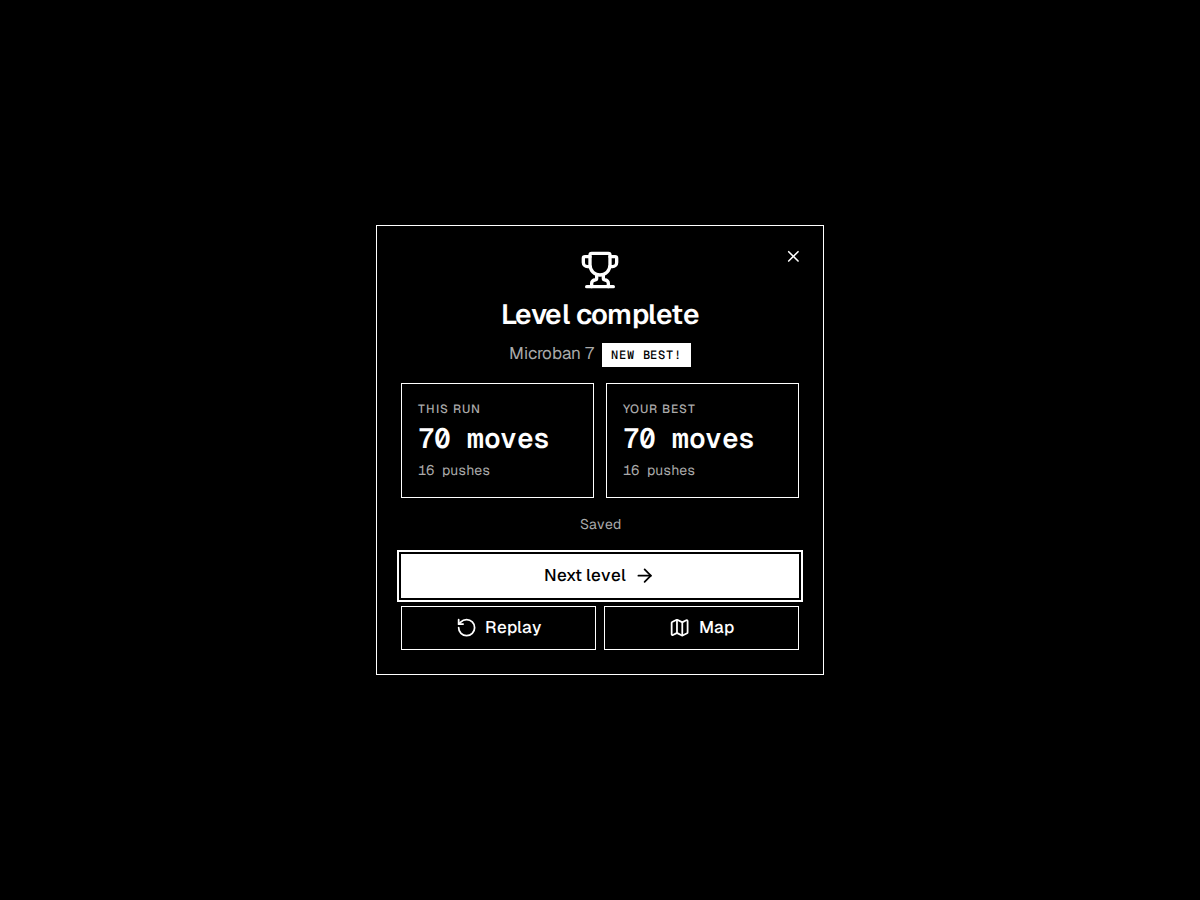 Level complete
Microban 7 NEW BEST!
THIS RUN
70 moves
16 pushes
YOUR BEST
70 moves
16 pushes
Saved
Next level
Replay
Map